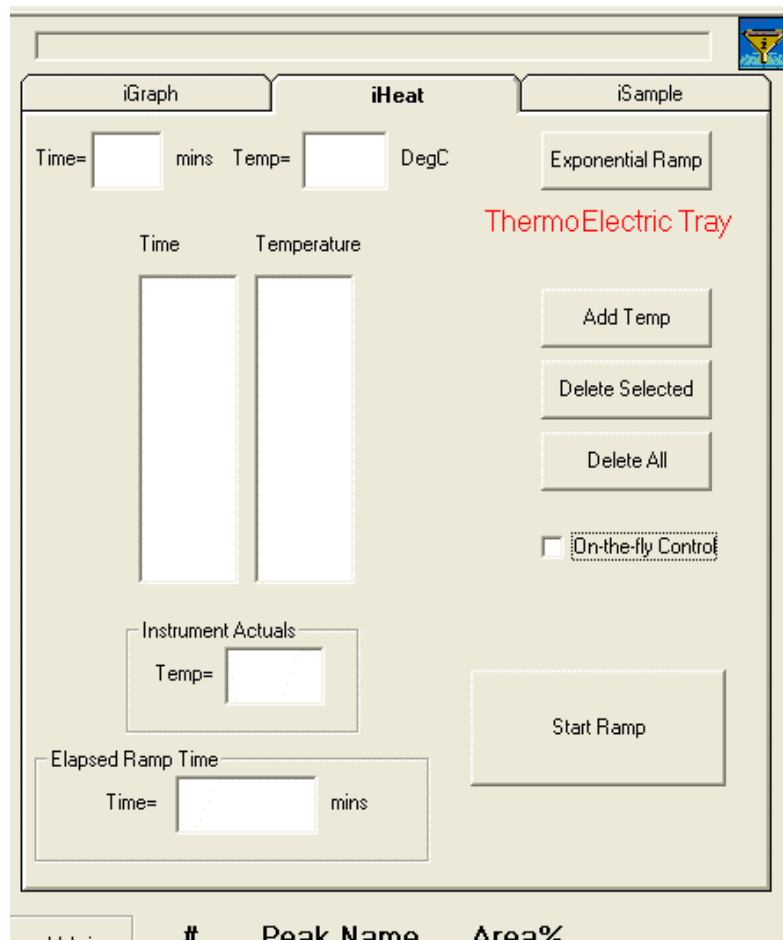 iGraph iHeat iSample
Time= mins Temp= DegC Exponential Ramp
ThermoElectric Tray
Time Temperature
Add Temp
Delete Selected
Delete All
On-the-fly Control
Instrument Actuals
Temp=
Start Ramp
Elapsed Ramp Time
Time= mins
# Peak Name Area%